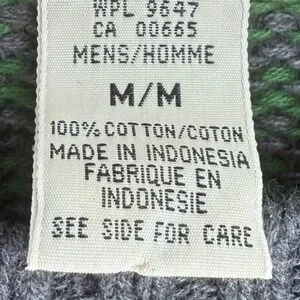 WPL 9647
CA 00665
MENS/HOMME
M/M
100% COTTON/COTON
MADE IN INDONESIA
FABRIQUE EN
INDONESIE
SEE SIDE FOR CARE